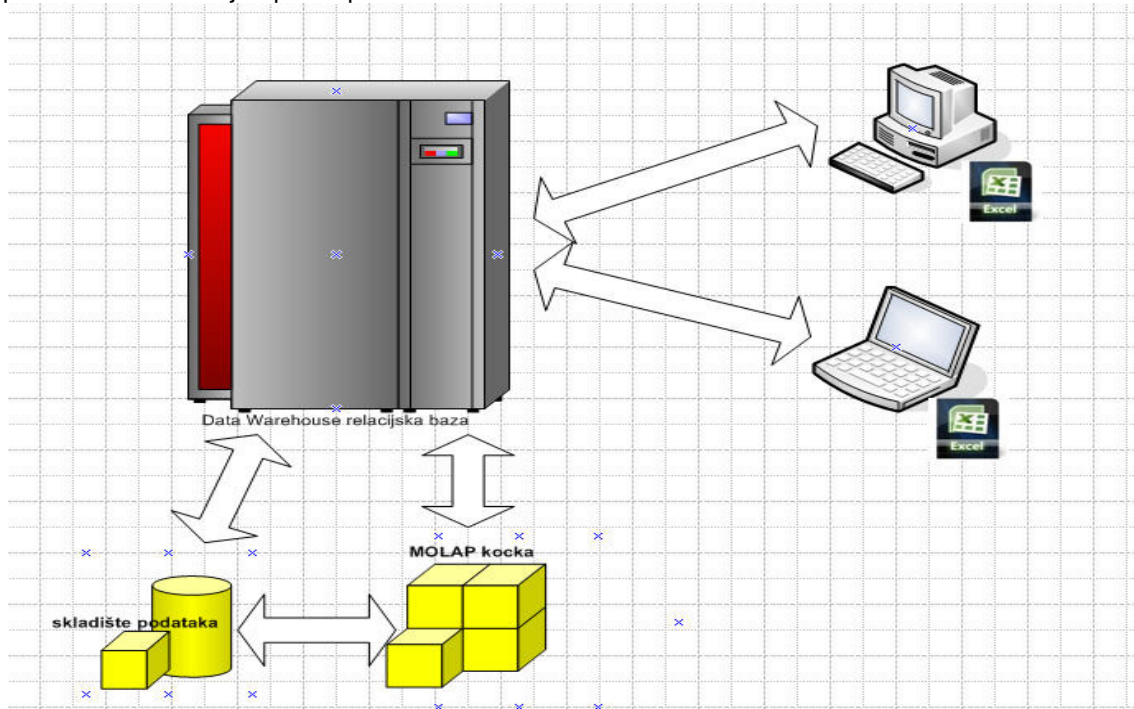 Excel
Data Warehouse relacijska baza
Excel
MOLAP kocka
skladište podataka